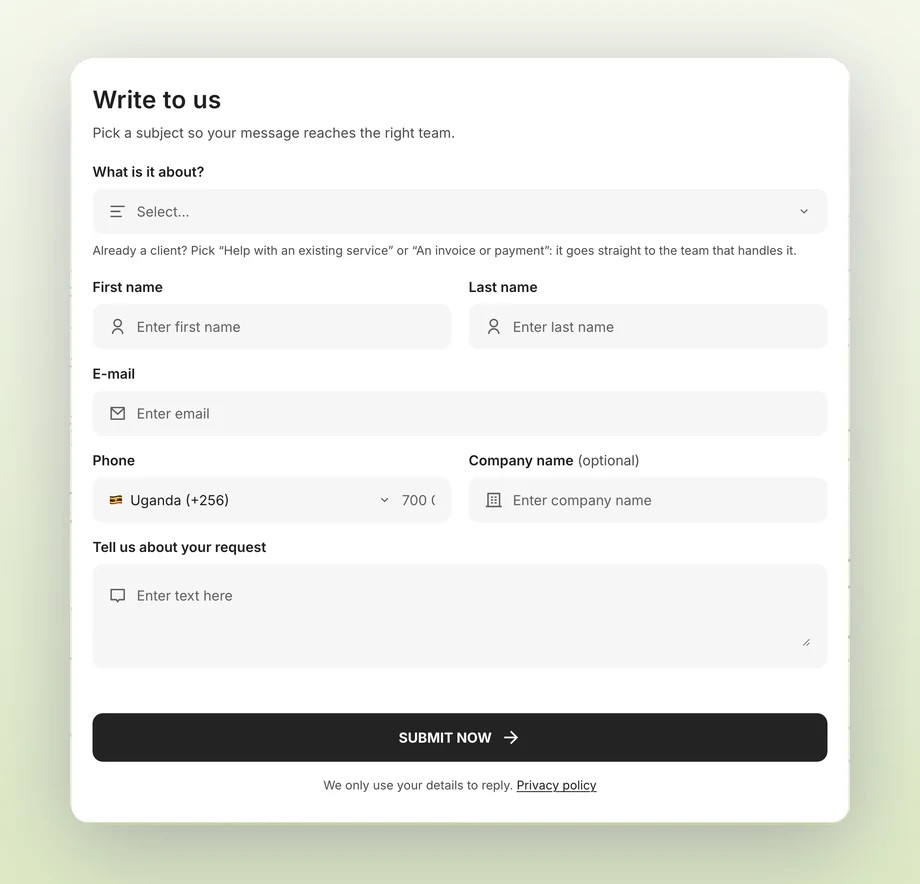 Write to us
Pick a subject so your message reaches the right team.
What is it about?
Select...
Already a client? Pick “Help with an existing service” or “An invoice or payment”: it goes straight to the team that handles it.
First name
Last name
Enter first name
Enter last name
E-mail
Enter email
Phone
Company name (optional)
Uganda (+256)
700
Enter company name
Tell us about your request
Enter text here
SUBMIT NOW
We only use your details to reply. Privacy policy